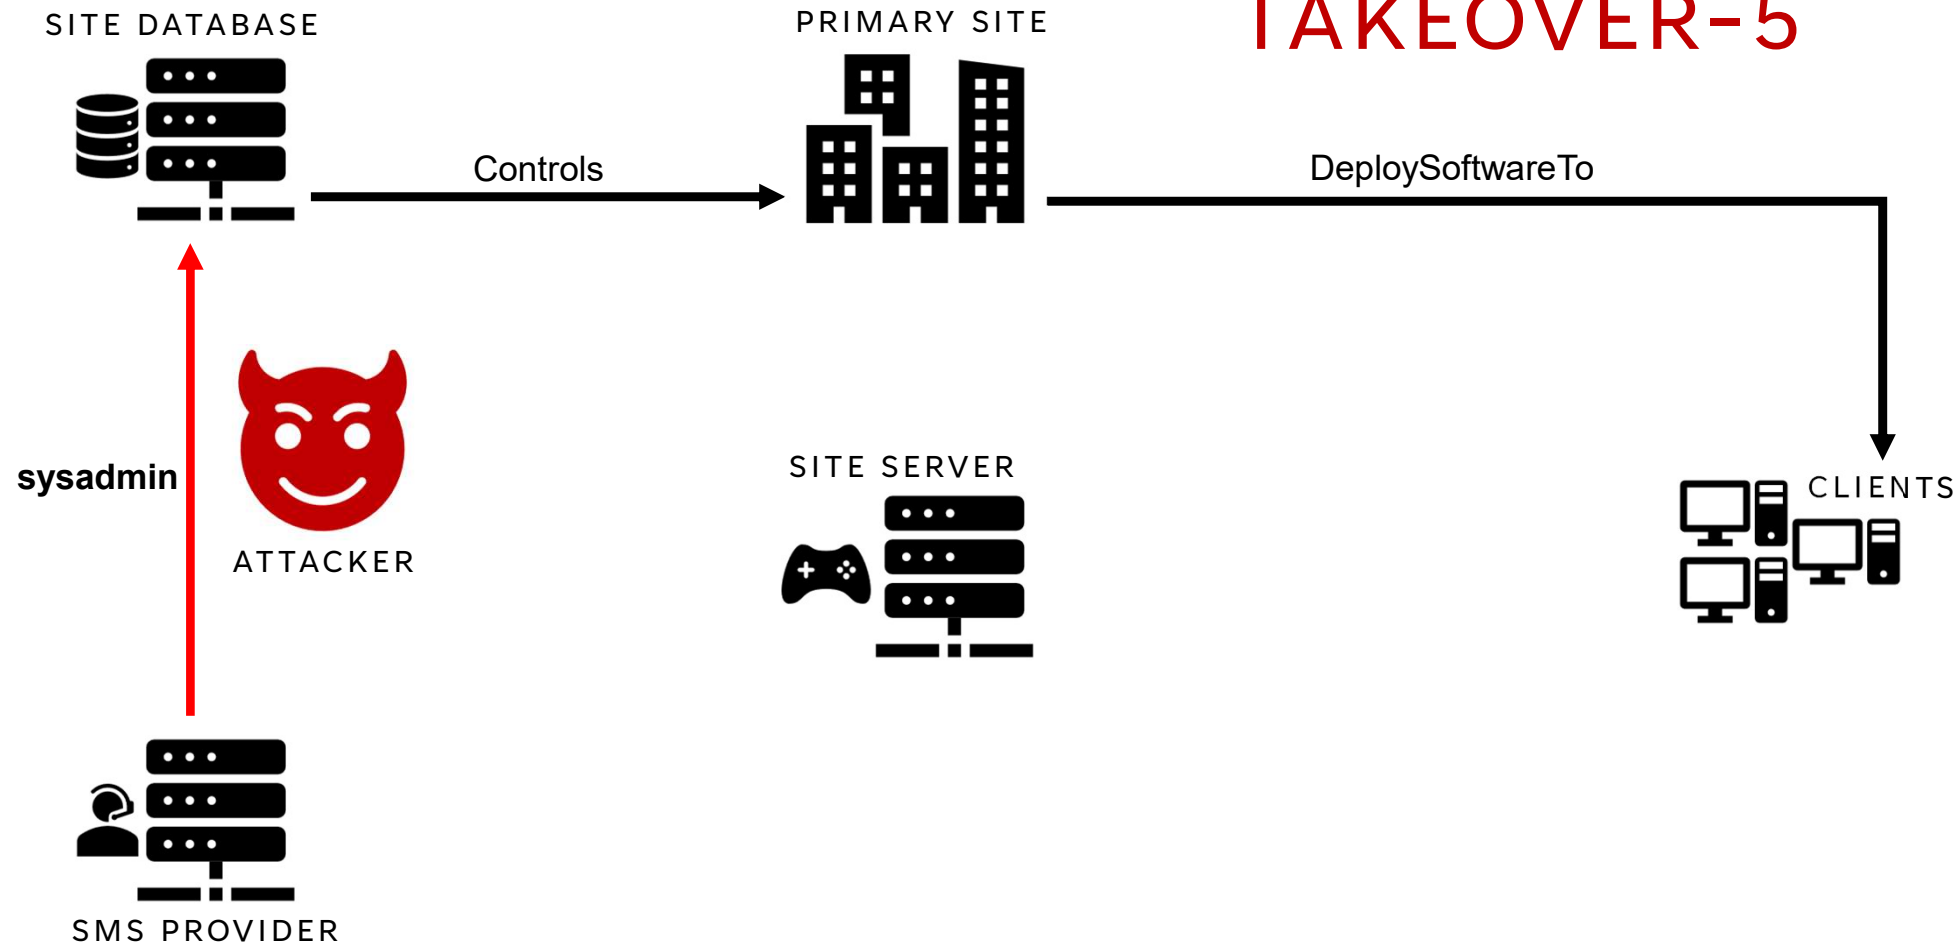 TAKEOVER-5
SITE DATABASE
PRIMARY SITE
Controls
DeploySoftwareTo
sysadmin
ATTACKER
SITE SERVER
CLIENTS
SMS PROVIDER